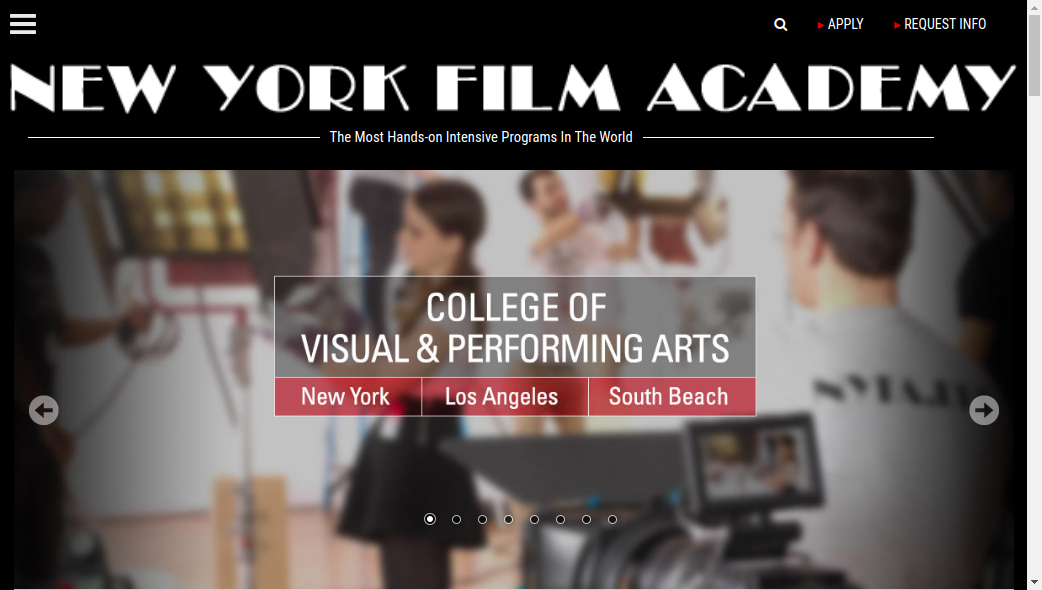 APPLY
REQUEST INFO
NEW YORK FILM ACADEMY
The Most Hands-on Intensive Programs In The World
COLLEGE OF
VISUAL & PERFORMING ARTS
New York
Los Angeles
South Beach